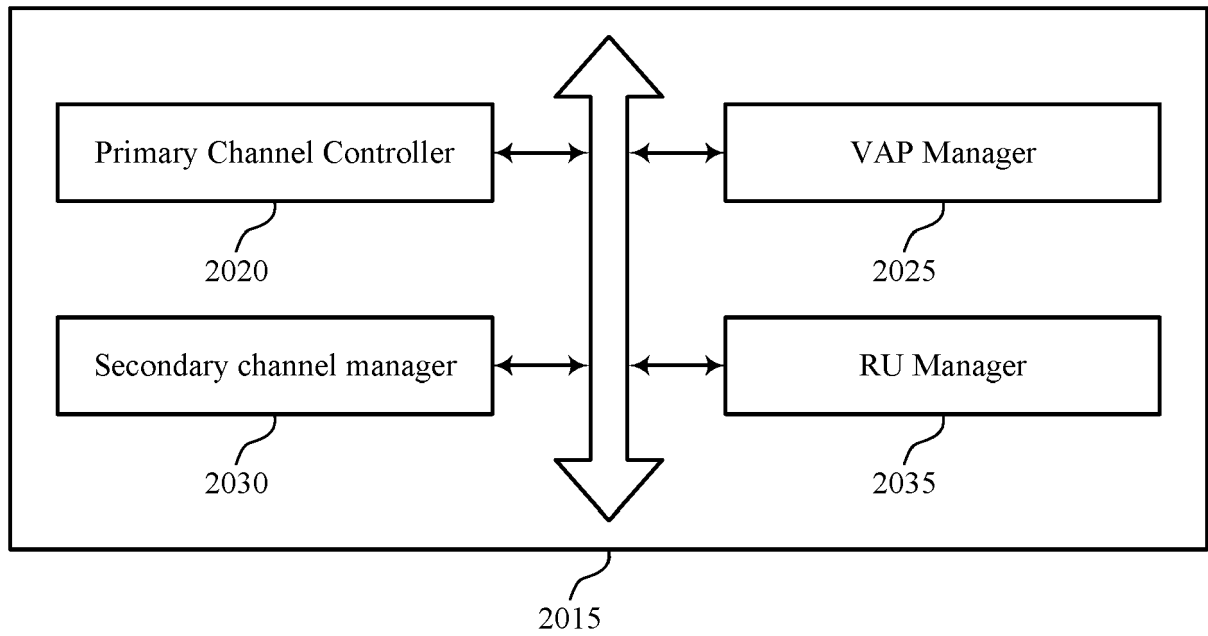 Primary Channel Controller
VAP Manager
2020
2025
Secondary channel manager
RU Manager
2030
2035
2015